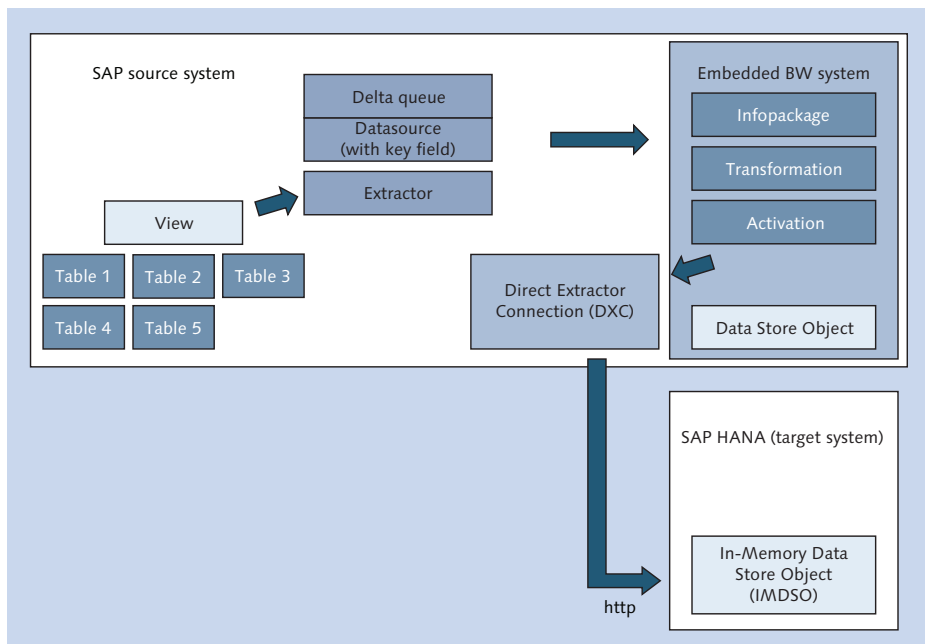 SAP source system
Delta queue
Datasource
(with key field)
Extractor
View
Table 1
Table 2
Table 3
Table 4
Table 5
Embedded BW system
Infopackage
Transformation
Activation
Data Store Object
Direct Extractor
Connection (DXC)
http
SAP HANA (target system)
In-Memory Data
Store Object
(IMDSO)